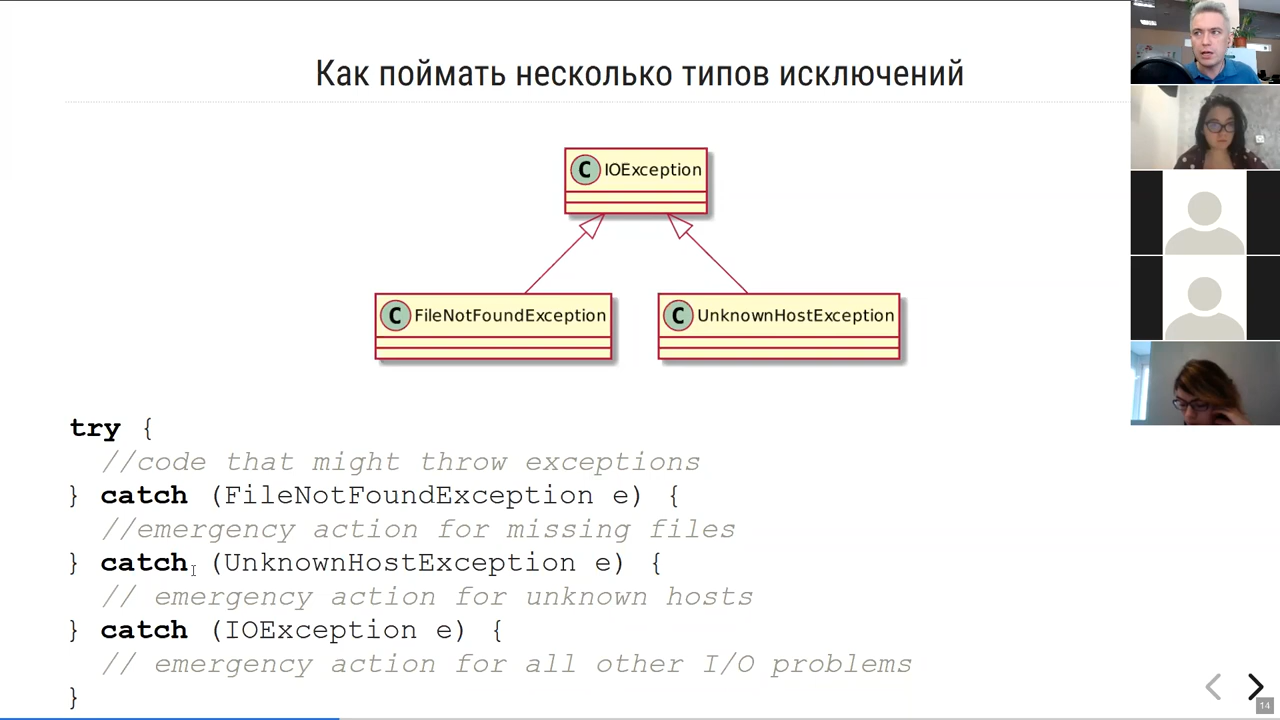 Как поймать несколько типов исключений
C IOException
C FileNotFoundException
C UnknownHostException
try {
//code that might throw exceptions
} catch (FileNotFoundException e) {
//emergency action for missing files
} catch (UnknownHostException e) {
// emergency action for unknown hosts
} catch (IOException e) {
// emergency action for all other I/O problems
}
14